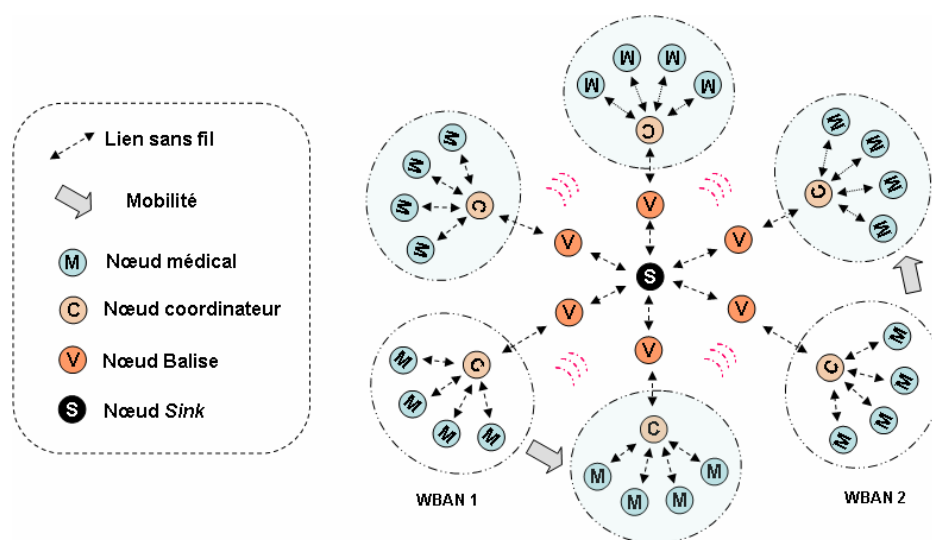 Lien sans fil
Mobilité
M Nœud médical
C Nœud coordinateur
V Nœud Balise
S Nœud Sink
M M
M M
C
M
M
M
M
C
M
M
M
M
C
V
V
V
S
V
V
V
C
M
M
M
M
C
M
M
M
M
C
M
M
M
M
WBAN 1
WBAN 2